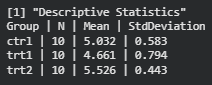 [1] "Descriptive Statistics"
Group | N | Mean | StdDeviation
ctrl | 10 | 5.032 | 0.583
trt1 | 10 | 4.661 | 0.794
trt2 | 10 | 5.526 | 0.443